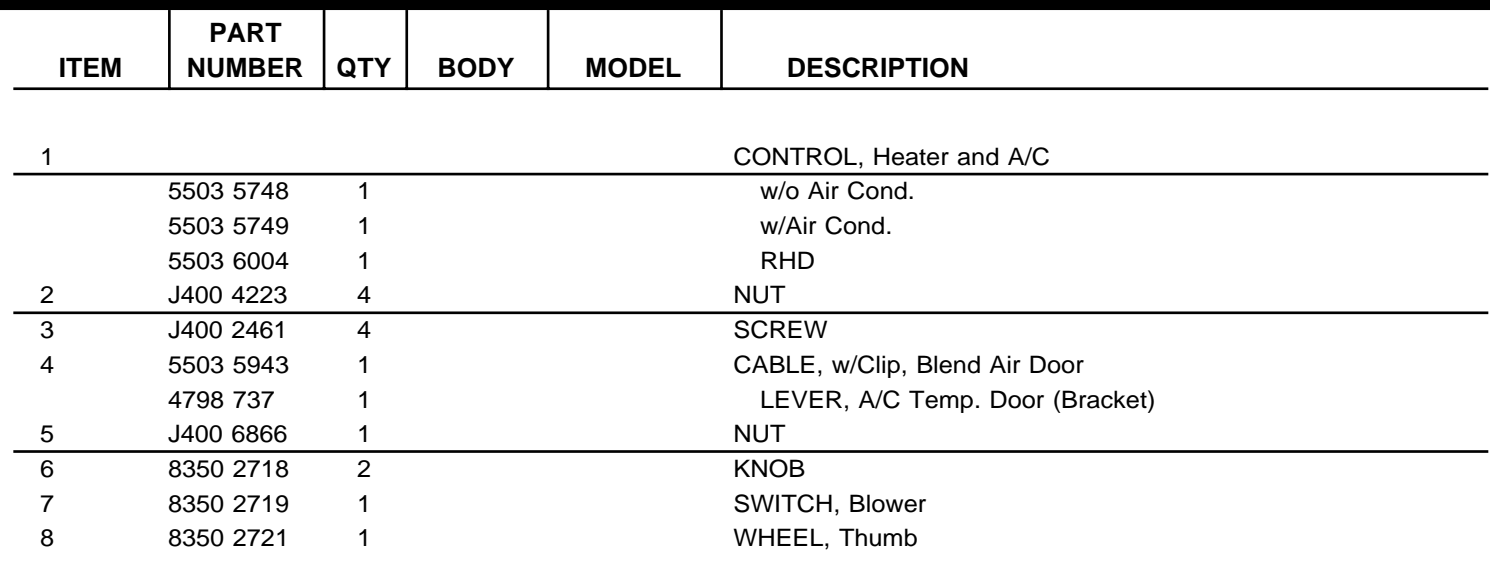 PART
ITEM NUMBER QTY BODY MODEL DESCRIPTION
1 CONTROL, Heater and A/C
5503 5748 1 w/o Air Cond.
5503 5749 1 w/Air Cond.
5503 6004 1 RHD
2 J400 4223 4 NUT
3 J400 2461 4 SCREW
4 5503 5943 1 CABLE, w/Clip, Blend Air Door
4798 737 1 LEVER, A/C Temp. Door (Bracket)
5 J400 6866 1 NUT
6 8350 2718 2 KNOB
7 8350 2719 1 SWITCH, Blower
8 8350 2721 1 WHEEL, Thumb